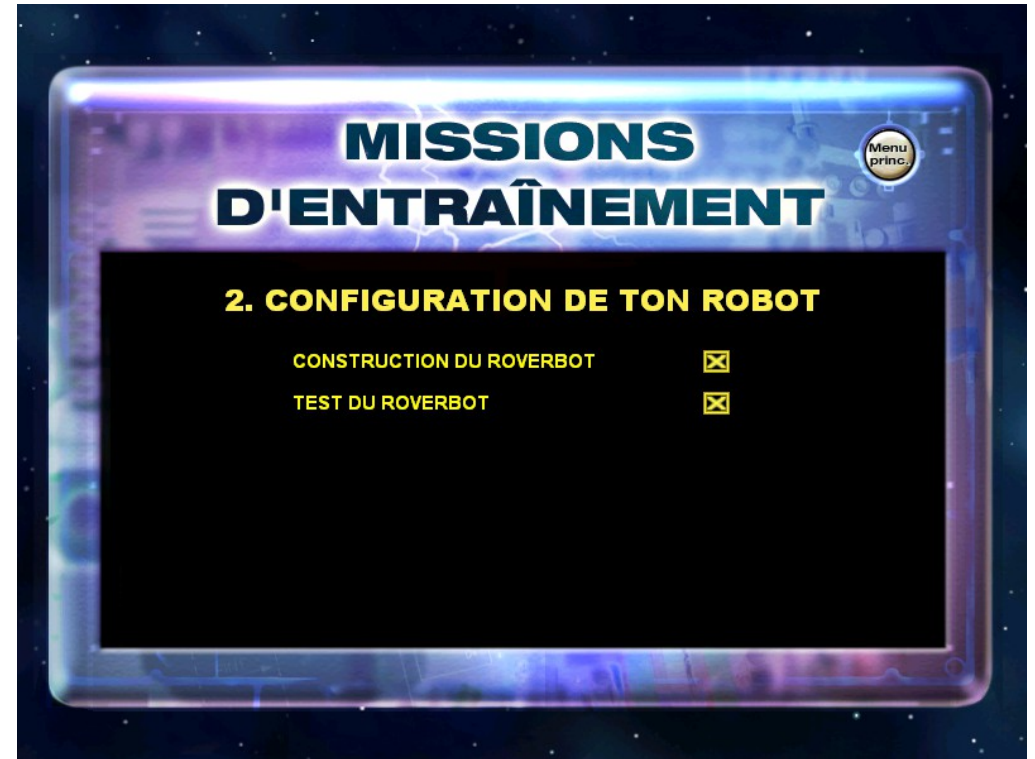 MISSIONS
D'ENTRAÎNEMENT
Menu
princ.
2. CONFIGURATION DE TON ROBOT
CONSTRUCTION DU ROVERBOT
TEST DU ROVERBOT